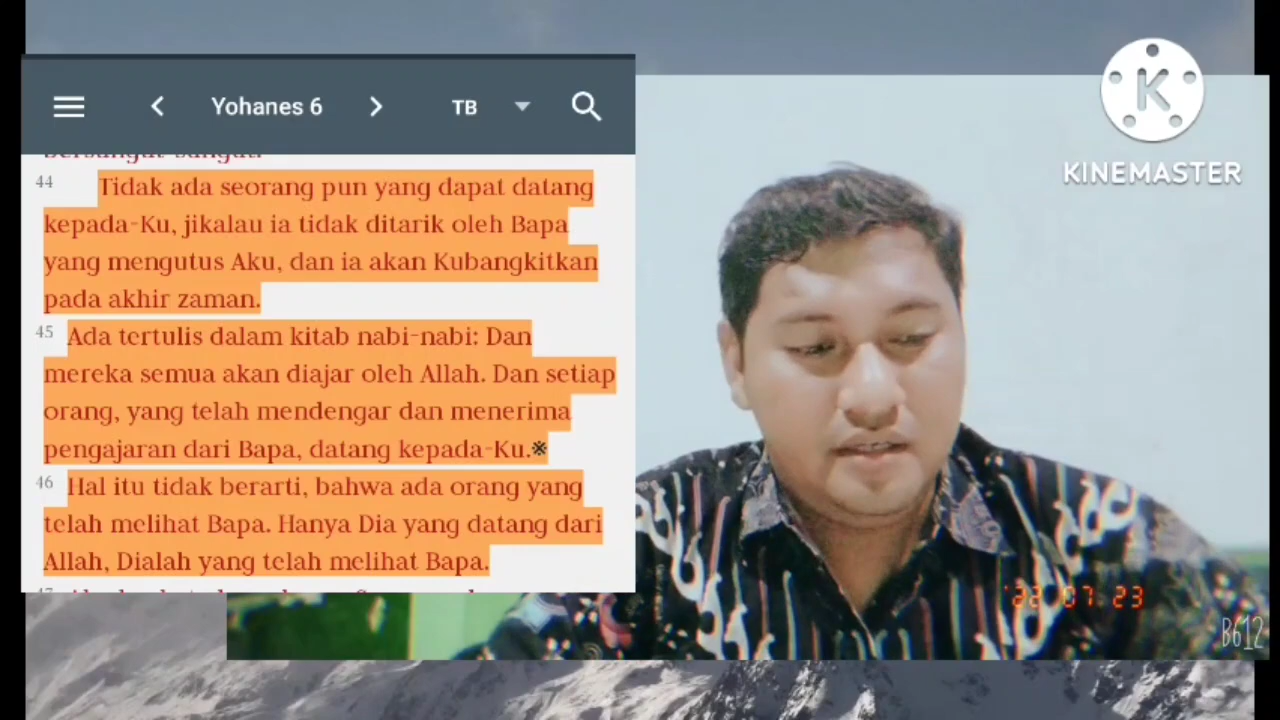 Yohanes 6
TB
44 Tidak ada seorang pun yang dapat datang
kepada-Ku, jikalau ia tidak ditarik oleh Bapa
yang mengutus Aku, dan ia akan Kubangkitkan
pada akhir zaman.
45 Ada tertulis dalam kitab nabi-nabi: Dan
mereka semua akan diajar oleh Allah. Dan setiap
orang, yang telah mendengar dan menerima
pengajaran dari Bapa, datang kepada-Ku.※
46 Hal itu tidak berarti, bahwa ada orang yang
telah melihat Bapa. Hanya Dia yang datang dari
Allah, Dialah yang telah melihat Bapa.
K
KINEMASTER
'22 07 23
B612